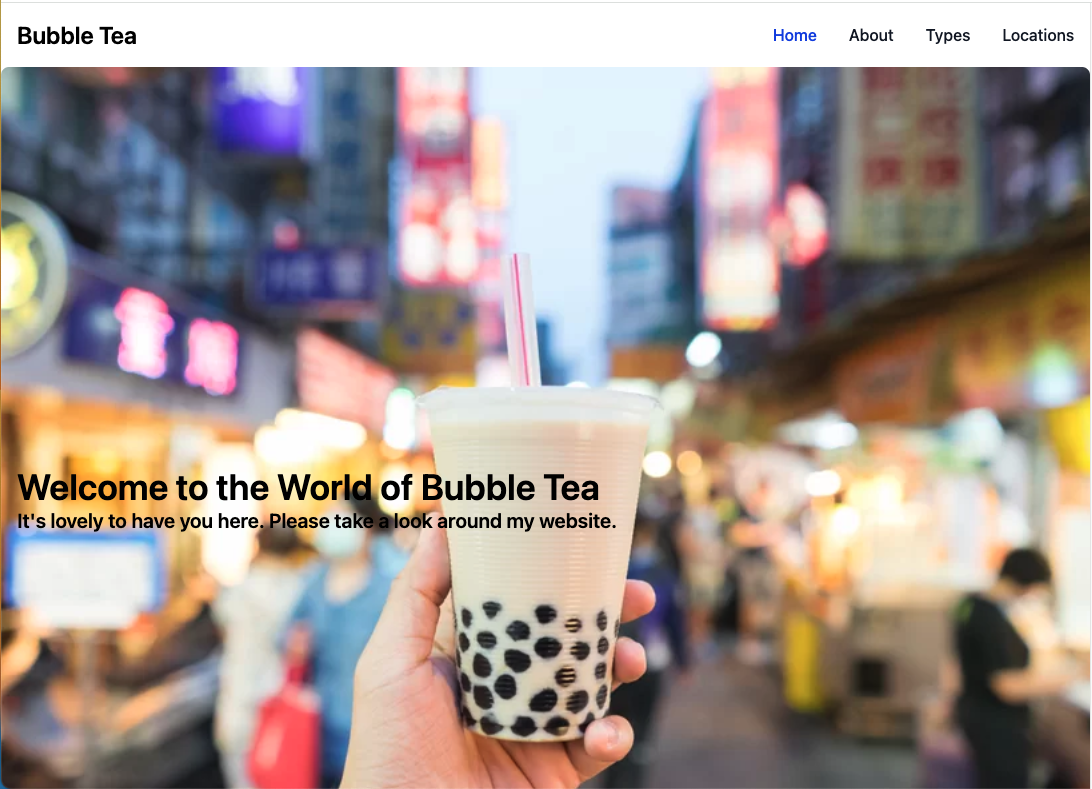 Bubble Tea
Home About Types Locations
Welcome to the World of Bubble Tea
It's lovely to have you here. Please take a look around my website.